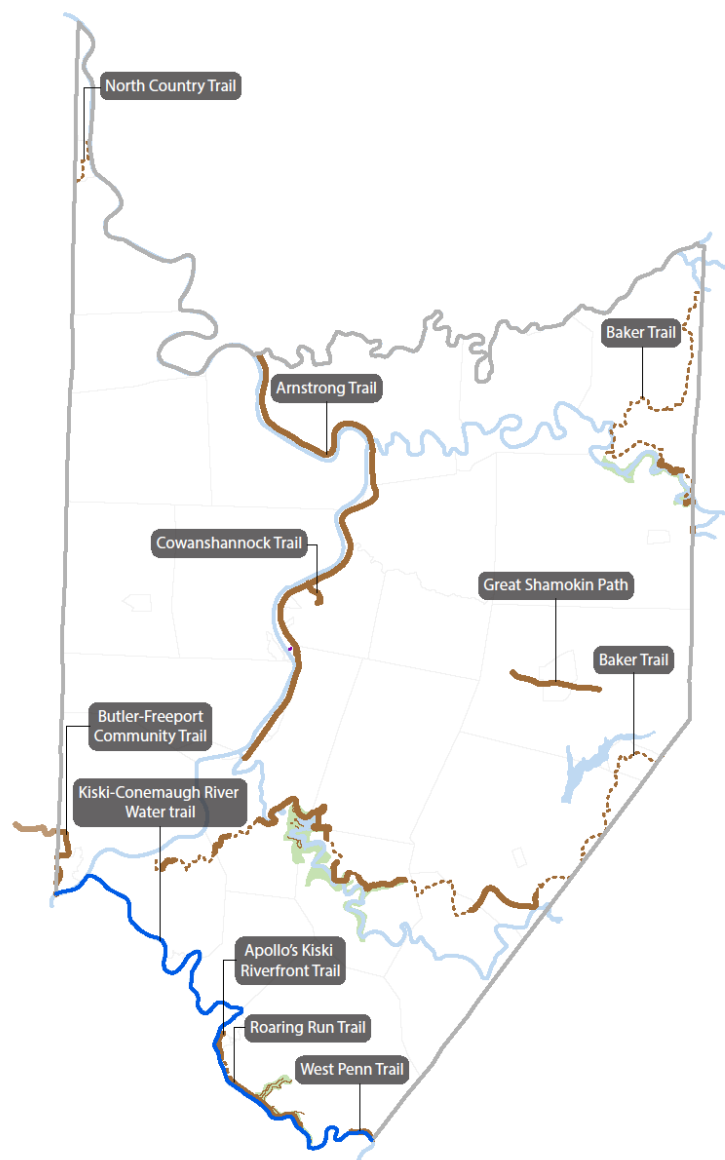 North Country Trail
Baker Trail
Arnstrong Trail
Cowanshannock Trail
Great Shamokin Path
Baker Trail
Butler-Freeport
Community Trail
Kiski-Conemaugh River
Water trail
Apollo's Kiski
Riverfront Trail
Roaring Run Trail
West Penn Trail